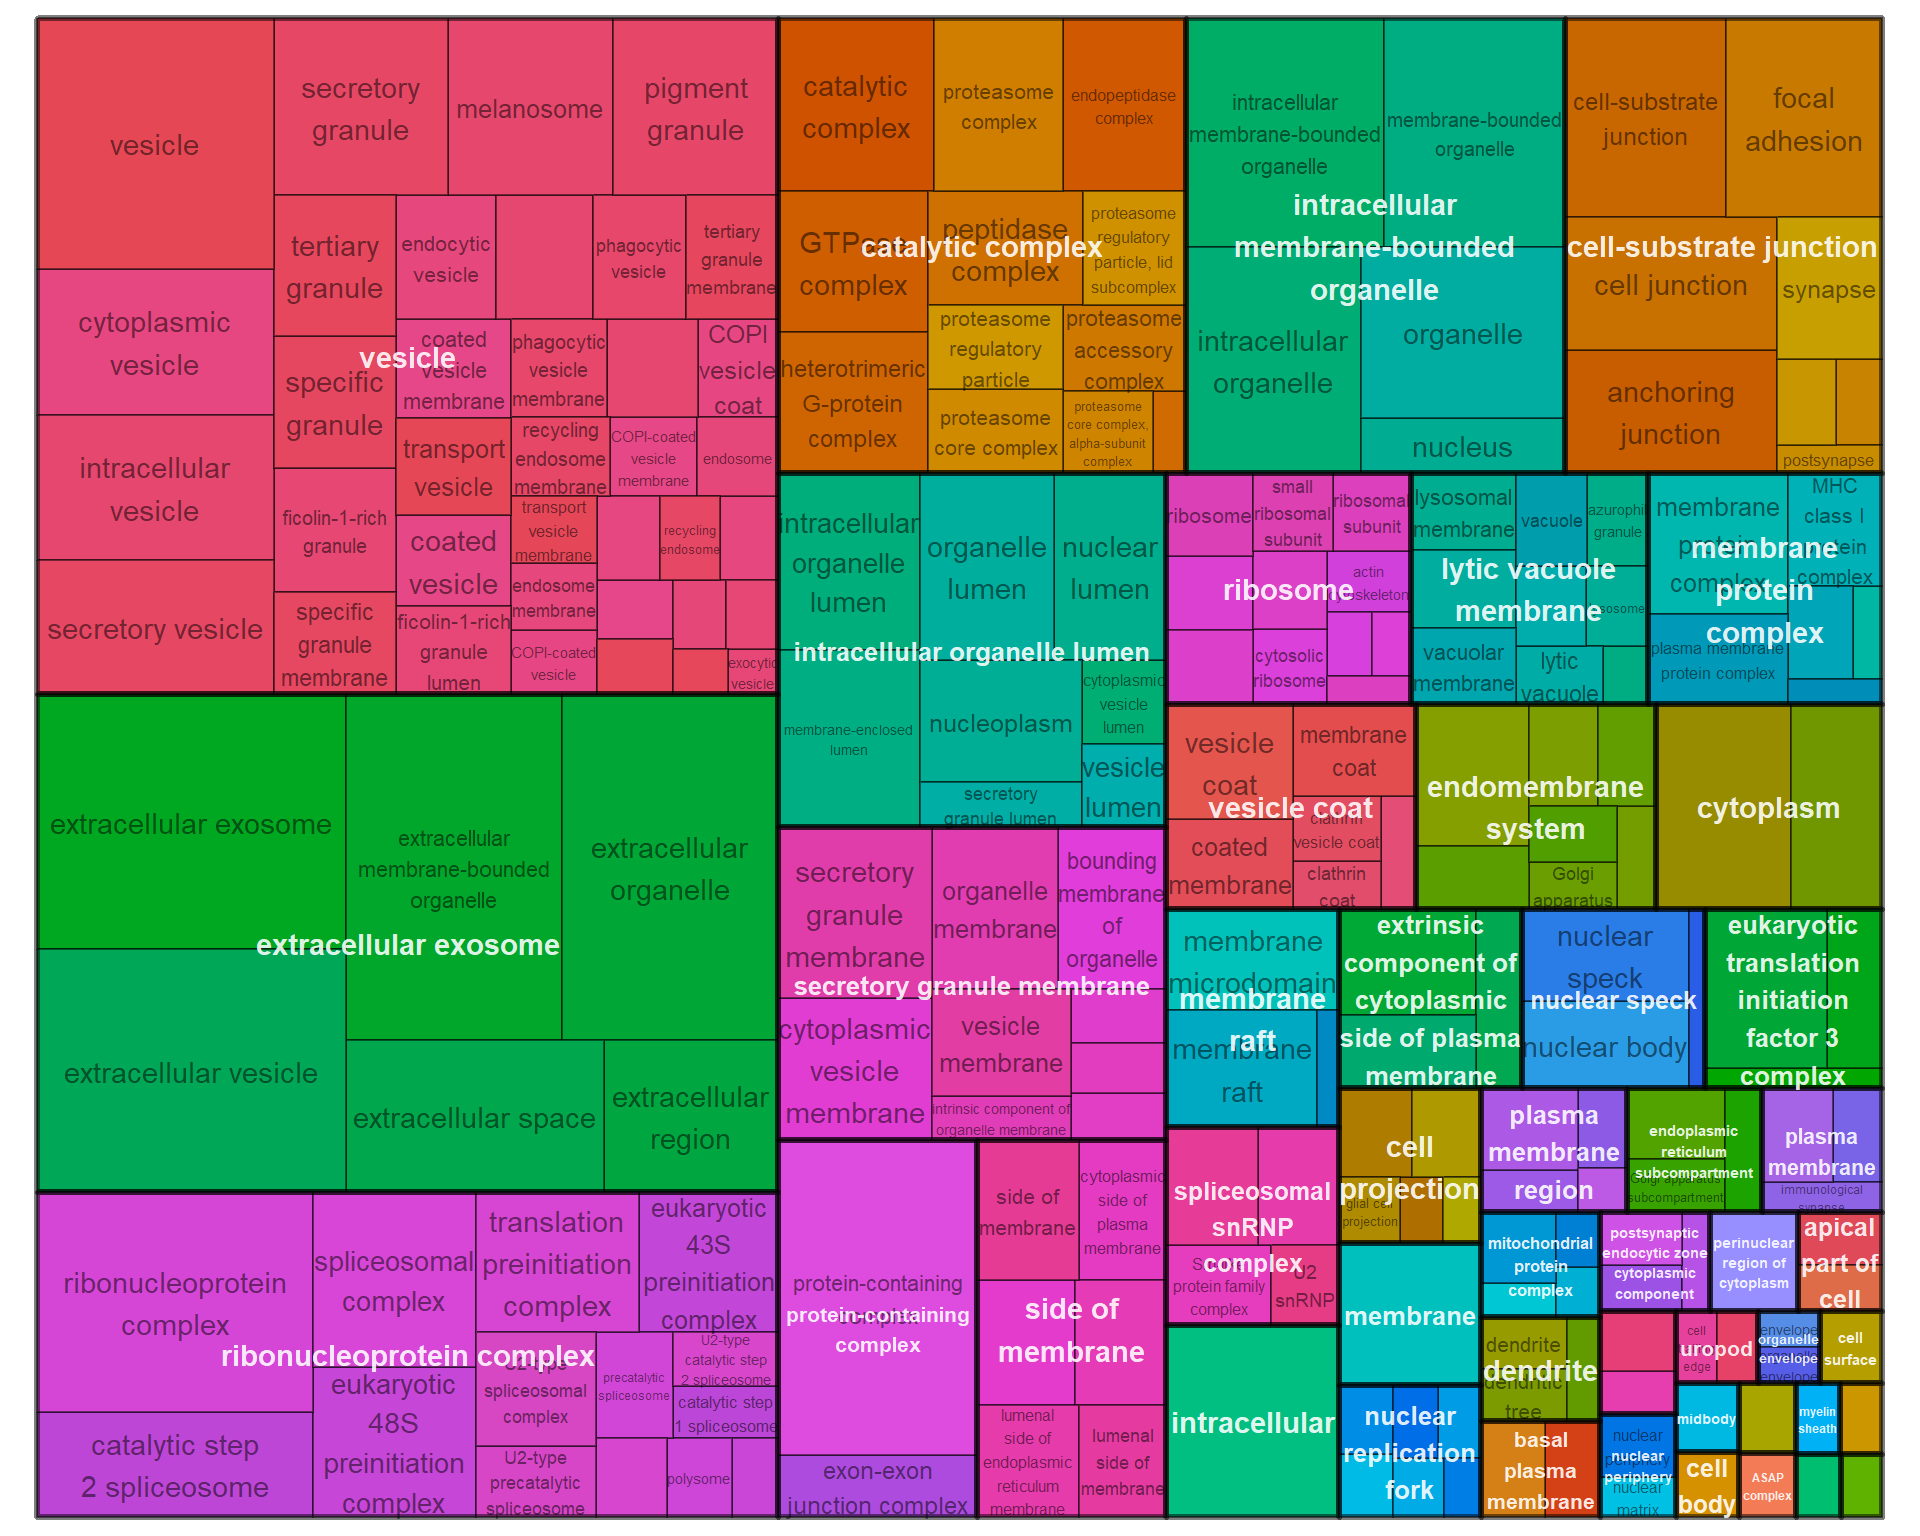 vesicle
secretory
granule
melanosome
pigment
granule
cytoplasmic
vesicle
intracellular
vesicle
secretory vesicle
tertiary
granule
endocytic
vesicle
phagocytic
vesicle
tertiary
granule
membrane
specific
granule
coated
vesicle
membrane
phagocytic
vesicle
membrane
COPI
vesicle
coat
vesicle
transport
vesicle
recycling
endosome
membrane
COPI-coated
vesicle
membrane
endosome
ficolin-1-rich
granule
coated
vesicle
transport
vesicle
membrane
recycling
endosome
endosome
membrane
specific
granule
membrane
ficolin-1-rich
granule
lumen
COPI-coated
vesicle
exocytic
vesicle
extracellular exosome
extracellular
membrane-bounded
organelle
extracellular
organelle
extracellular exosome
extracellular vesicle
extracellular space
extracellular
region
ribonucleoprotein
complex
spliceosomal
complex
translation
preinitiation
complex
eukaryotic
43S
preinitiation
complex
ribonucleoprotein complex
catalytic step
2 spliceosome
eukaryotic
48S
preinitiation
complex
U2-type
spliceosomal
complex
precatalytic
spliceosome
U2-type
catalytic step
2 spliceosome
catalytic step
1 spliceosome
U2-type
precatalytic
spliceosome
polysome
catalytic
complex
proteasome
complex
endopeptidase
complex
GTPase
complex
peptidase
complex
proteasome
regulatory
particle, lid
subcomplex
catalytic complex
heterotrimeric
G-protein
complex
proteasome
regulatory
particle
proteasome
accessory
complex
proteasome
core complex
proteasome
core complex,
alpha-subunit
complex
intracellular
membrane-bounded
organelle
membrane-bounded
organelle
intracellular
membrane-bounded
organelle
intracellular
organelle
organelle
nucleus
cell-substrate
junction
focal
adhesion
cell-substrate junction
cell junction
synapse
anchoring
junction
postsynapse
intracellular
organelle
lumen
organelle
lumen
nuclear
lumen
intracellular organelle lumen
membrane-enclosed
lumen
nucleoplasm
cytoplasmic
vesicle
lumen
secretory
granule lumen
vesicle
lumen
ribosome
small
ribosomal
subunit
ribosomal
subunit
ribosome
actin
cytoskeleton
cytosolic
ribosome
lysosomal
membrane
vacuole
azurophil
granule
lytic vacuole
membrane
lysosome
vacuolar
membrane
lytic
vacuole
membrane
protein
complex
MHC
class I
protein
complex
membrane
protein
complex
plasma membrane
protein complex
secretory
granule
membrane
organelle
membrane
bounding
membrane
of
organelle
secretory granule membrane
cytoplasmic
vesicle
membrane
vesicle
membrane
intrinsic component of
organelle membrane
vesicle
coat
membrane
coat
vesicle coat
clathrin
vesicle coat
coated
membrane
clathrin
coat
endomembrane
system
Golgi
apparatus
cytoplasm
membrane
microdomain
membrane
raft
membrane
raft
extrinsic
component of
cytoplasmic
side of plasma
membrane
nuclear
speck
nuclear speck
nuclear body
eukaryotic
translation
initiation
factor 3
complex
protein-containing
complex
protein-containing
complex
exon-exon
junction complex
side of
membrane
cytoplasmic
side of
plasma
membrane
side of
membrane
lumenal
side of
endoplasmic
reticulum
membrane
lumenal
side of
membrane
spliceosomal
snRNP
complex
protein family
complex
U2
snRNP
intracellular
cell
projection
glial cell
projection
plasma
membrane
region
endoplasmic
reticulum
subcompartment
Golgi apparatus
subcompartment
plasma
membrane
immunological
synapse
membrane
mitochondrial
protein
complex
postsynaptic
endocytic zone
cytoplasmic
component
perinuclear
region of
cytoplasm
apical
part of
cell
dendrite
dendrite
dendritic
tree
cell
edge
uropod
envelope
organelle
envelope
envelope
cell
surface
nuclear
replication
fork
basal
plasma
membrane
midbody
myelin
sheath
nuclear
periphery
nuclear
periphery
nuclear
matrix
cell
body
ASAP
complex